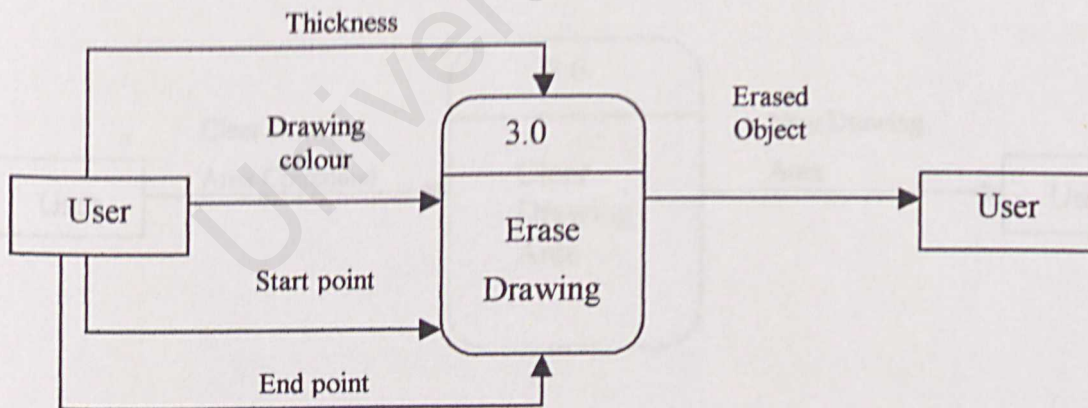 Thickness
Drawing
colour
3.0
Erased
Object
User
Erase
Drawing
User
Start point
End point